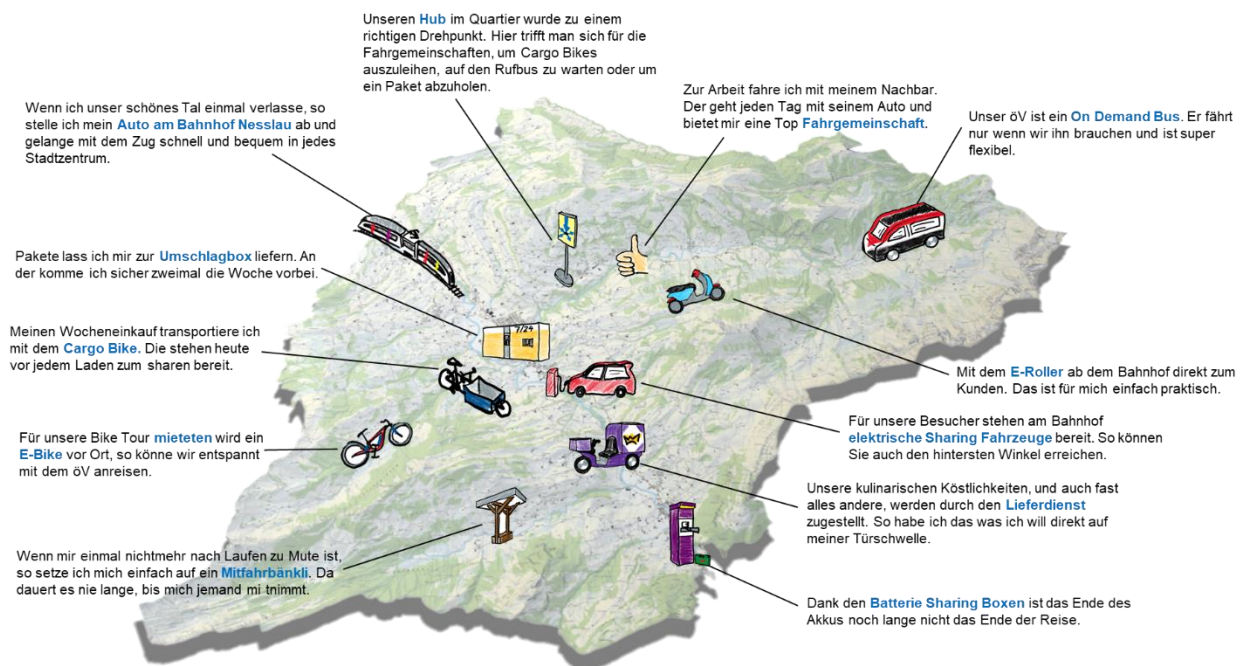 Unseren Hub im Quartier wurde zu einem
richtigen Drehpunkt. Hier trifft man sich für die
Fahrgemeinschaften, um Cargo Bikes
auszuleihen, auf den Rufbus zu warten oder um
ein Paket abzuholen.
Zur Arbeit fahre ich mit meinem Nachbar.
Der geht jeden Tag mit seinem Auto und
bietet mir eine Top Fahrgemeinschaft.
Wenn ich unser schönes Tal einmal verlasse, so
stelle ich mein Auto am Bahnhof Nesslau ab und
gelange mit dem Zug schnell und bequem in jedes
Stadtzentrum.
Unser öV ist ein On Demand Bus. Er fährt
nur wenn wir ihn brauchen und ist super
flexibel.
Pakete lass ich mir zur Umschlagbox liefern. An
der komme ich sicher zweimal die Woche vorbei.
7/24
Meinen Wocheneinkauf transportiere ich
mit dem Cargo Bike. Die stehen heute
vor jedem Laden zum sharen bereit.
Mit dem E-Roller ab dem Bahnhof direkt zum
Kunden. Das ist für mich einfach praktisch.
Für unsere Besucher stehen am Bahnhof
elektrische Sharing Fahrzeuge bereit. So können
Sie auch den hintersten Winkel erreichen.
Für unsere Bike Tour mieteten wird ein
E-Bike vor Ort, so könne wir entspannt
mit dem öV anreisen.
Unsere kulinarischen Köstlichkeiten, und auch fast
alles andere, werden durch den Lieferdienst
zugestellt. So habe ich das was ich will direkt auf
meiner Türschwelle.
Wenn mir einmal nichtmehr nach Laufen zu Mute ist,
so setze ich mich einfach auf ein Mitfahrbänkli. Da
dauert es nie lange, bis mich jemand mi tnimmt.
Dank den Batterie Sharing Boxen ist das Ende des
Akkus noch lange nicht das Ende der Reise.